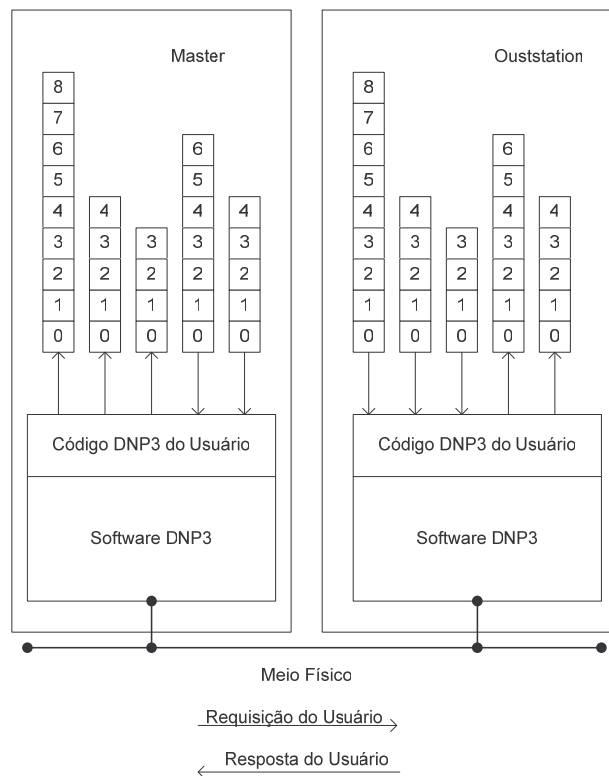 Master
Ouststation
8 8
7 7
6 6 6 6
5 5 5 5
4 4 4 4 4 4 4 4
3 3 3 3 3 3 3 3 3 3
2 2 2 2 2 2 2 2 2 2
1 1 1 1 1 1 1 1 1 1
0 0 0 0 0 0 0 0 0 0
Código DNP3 do Usuário
Código DNP3 do Usuário
Software DNP3
Software DNP3
Meio Físico
Requisição do Usuário
Resposta do Usuário